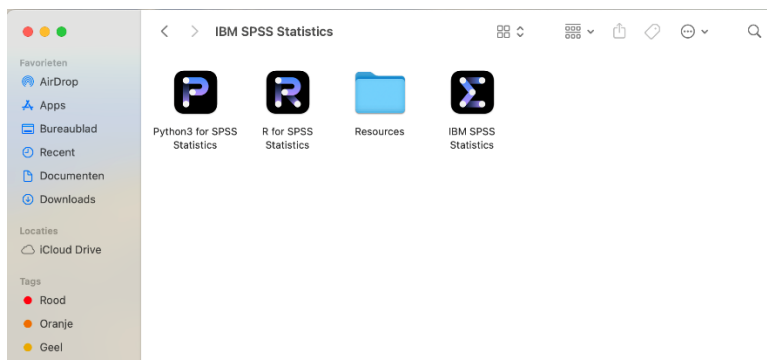 IBM SPSS Statistics
Favorieten
AirDrop
Apps
Bureaublad
Recent
Documenten
Downloads
Locaties
iCloud Drive
Tags
Rood
Oranje
Geel
Python3 for SPSS
Statistics
R for SPSS
Statistics
Resources
IBM SPSS
Statistics